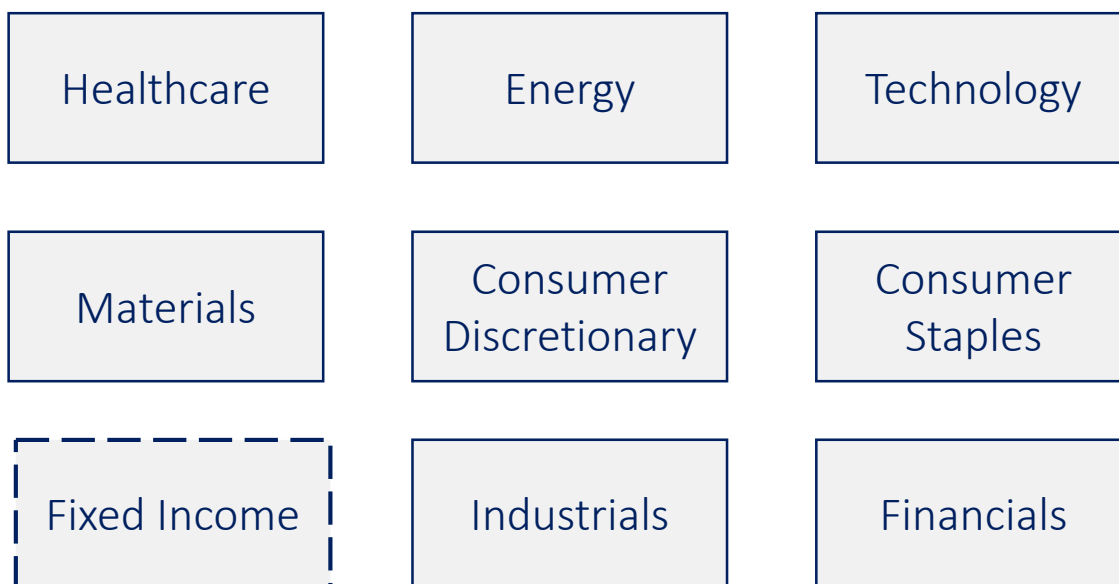 Healthcare
Energy
Technology
Materials
Consumer
Discretionary
Consumer
Staples
Fixed Income
Industrials
Financials